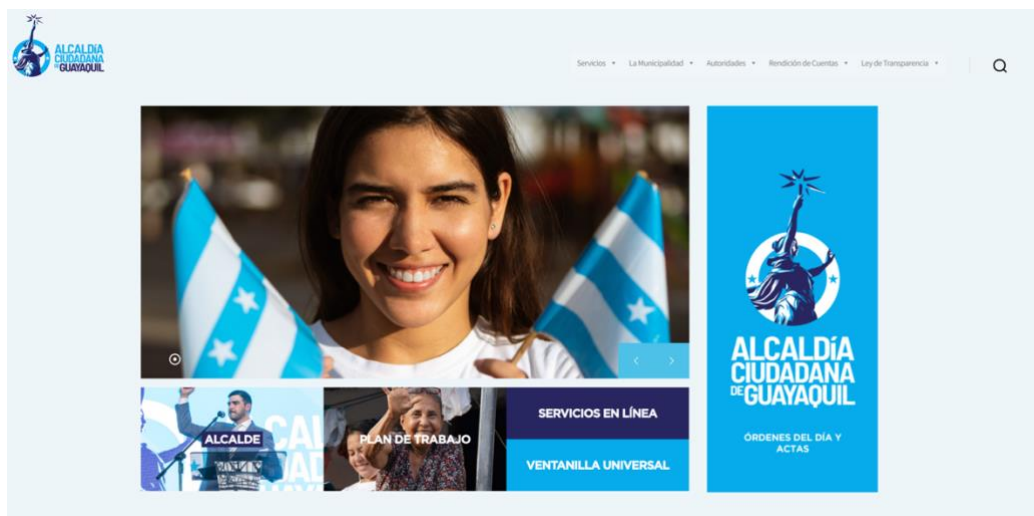 ALCALDÍA
CIUDADANA
DE GUAYAQUIL
Servicios La Municipalidad Autoridades Rendición de Cuentas Ley de Transparencia
ALCALDE
PLAN DE TRABAJO
SERVICIOS EN LÍNEA
VENTANILLA UNIVERSAL
ALCALDÍA
CIUDADANA
DE GUAYAQUIL
ÓRDENES DEL DÍA Y
ACTAS